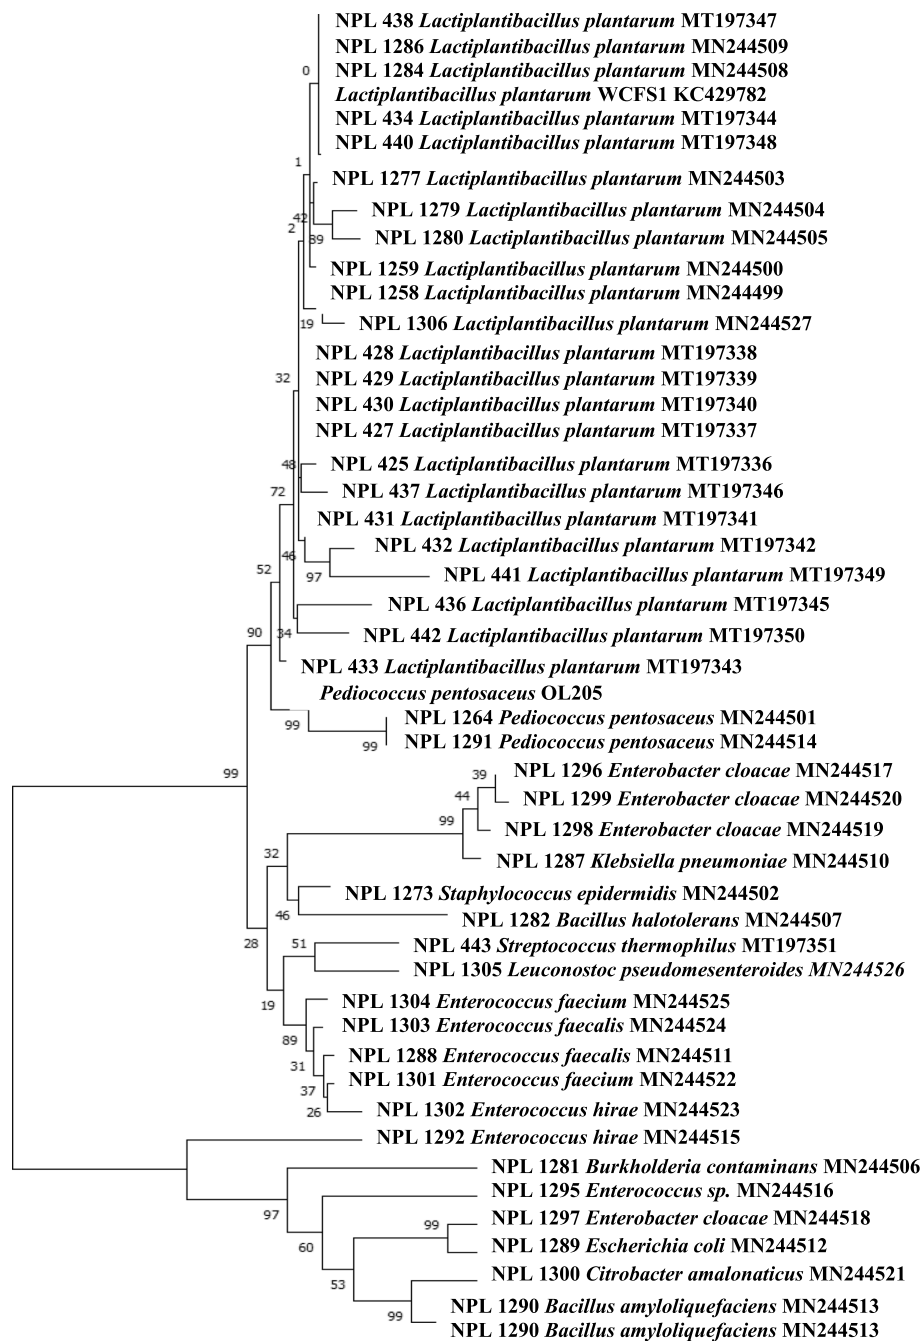 NPL 438 Lactiplantibacillus plantarum MT197347
NPL 1286 Lactiplantibacillus plantarum MN244509
0
NPL 1284 Lactiplantibacillus plantarum MN244508
Lactiplantibacillus plantarum WCFS1 KC429782
NPL 434 Lactiplantibacillus plantarum MT197344
NPL 440 Lactiplantibacillus plantarum MT197348
1
NPL 1277 Lactiplantibacillus plantarum MN244503
NPL 1279 Lactiplantibacillus plantarum MN244504
42
2
39
NPL 1280 Lactiplantibacillus plantarum MN244505
NPL 1259 Lactiplantibacillus plantarum MN244500
NPL 1258 Lactiplantibacillus plantarum MN244499
19
NPL 1306 Lactiplantibacillus plantarum MN244527
NPL 428 Lactiplantibacillus plantarum MT197338
32
NPL 429 Lactiplantibacillus plantarum MT197339
NPL 430 Lactiplantibacillus plantarum MT197340
NPL 427 Lactiplantibacillus plantarum MT197337
48
NPL 425 Lactiplantibacillus plantarum MT197336
72
NPL 437 Lactiplantibacillus plantarum MT197346
NPL 431 Lactiplantibacillus plantarum MT197341
NPL 432 Lactiplantibacillus plantarum MT197342
46
52
97
NPL 441 Lactiplantibacillus plantarum MT197349
NPL 436 Lactiplantibacillus plantarum MT197345
90
34
NPL 442 Lactiplantibacillus plantarum MT197350
NPL 433 Lactiplantibacillus plantarum MT197343
Pediococcus pentosaceus OL205
NPL 1264 Pediococcus pentosaceus MN244501
99
99
NPL 1291 Pediococcus pentosaceus MN244514
99
39
NPL 1296 Enterobacter cloacae MN244517
44
NPL 1299 Enterobacter cloacae MN244520
99
NPL 1298 Enterobacter cloacae MN244519
32
NPL 1287 Klebsiella pneumoniae MN244510
NPL 1273 Staphylococcus epidermidis MN244502
46
NPL 1282 Bacillus halotolerans MN244507
28
51
NPL 443 Streptococcus thermophilus MT197351
NPL 1305 Leuconostoc pseudomesenteroides MN244526
19
NPL 1304 Enterococcus faecium MN244525
NPL 1303 Enterococcus faecalis MN244524
89
NPL 1288 Enterococcus faecalis MN244511
31
NPL 1301 Enterococcus faecium MN244522
37
26
NPL 1302 Enterococcus hirae MN244523
NPL 1292 Enterococcus hirae MN244515
NPL 1281 Burkholderia contaminans MN244506
NPL 1295 Enterococcus sp. MN244516
97
99
NPL 1297 Enterobacter cloacae MN244518
60
NPL 1289 Escherichia coli MN244512
53
NPL 1300 Citrobacter amalonaticus MN244521
99
NPL 1290 Bacillus amyloliquefaciens MN244513
NPL 1290 Bacillus amyloliquefaciens MN244513